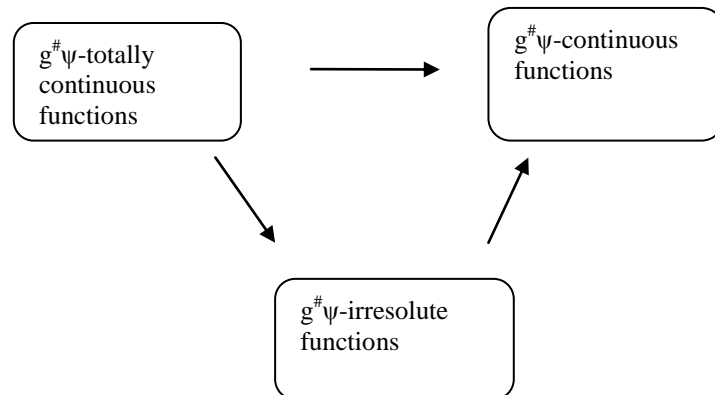 g#ψ-totally
continuous
functions
g#ψ-continuous
functions
g#ψ-irresolute
functions